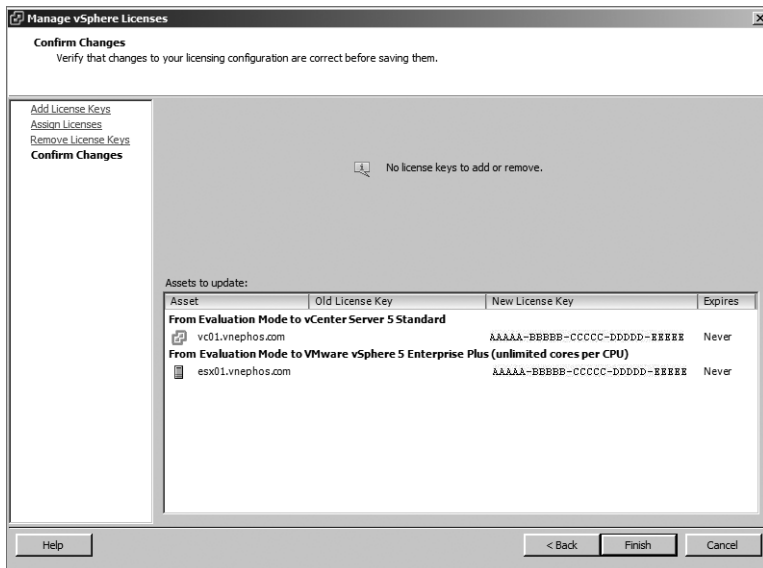 Manage vSphere Licenses
Confirm Changes
Verify that changes to your licensing configuration are correct before saving them.
Add License Keys
Assign Licenses
Remove License Keys
Confirm Changes
No license keys to add or remove.
Assets to update:
Asset Old License Key New License Key Expires
From Evaluation Mode to vCenter Server 5 Standard
vc01.vnephos.com AAAAA-BBBBB-CCCCC-DDDDD-EEEEE Never
From Evaluation Mode to VMware vSphere 5 Enterprise Plus (unlimited cores per CPU)
esx01.vnephos.com AAAAA-BBBBB-CCCCC-DDDDD-EEEEE Never
Help < Back Finish Cancel